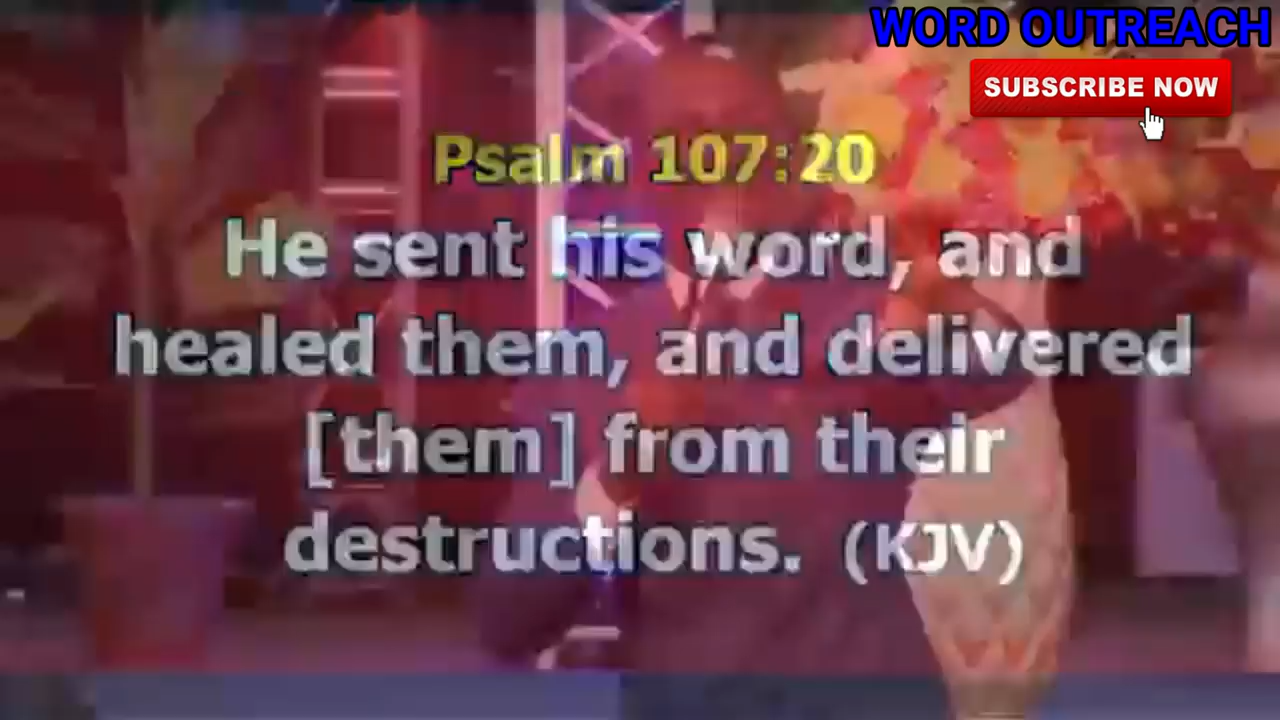 WORD OUTREACH
SUBSCRIBE NOW
Psalm 107:20
He sent his word, and
healed them, and delivered
[them] from their
destructions. (KJV)